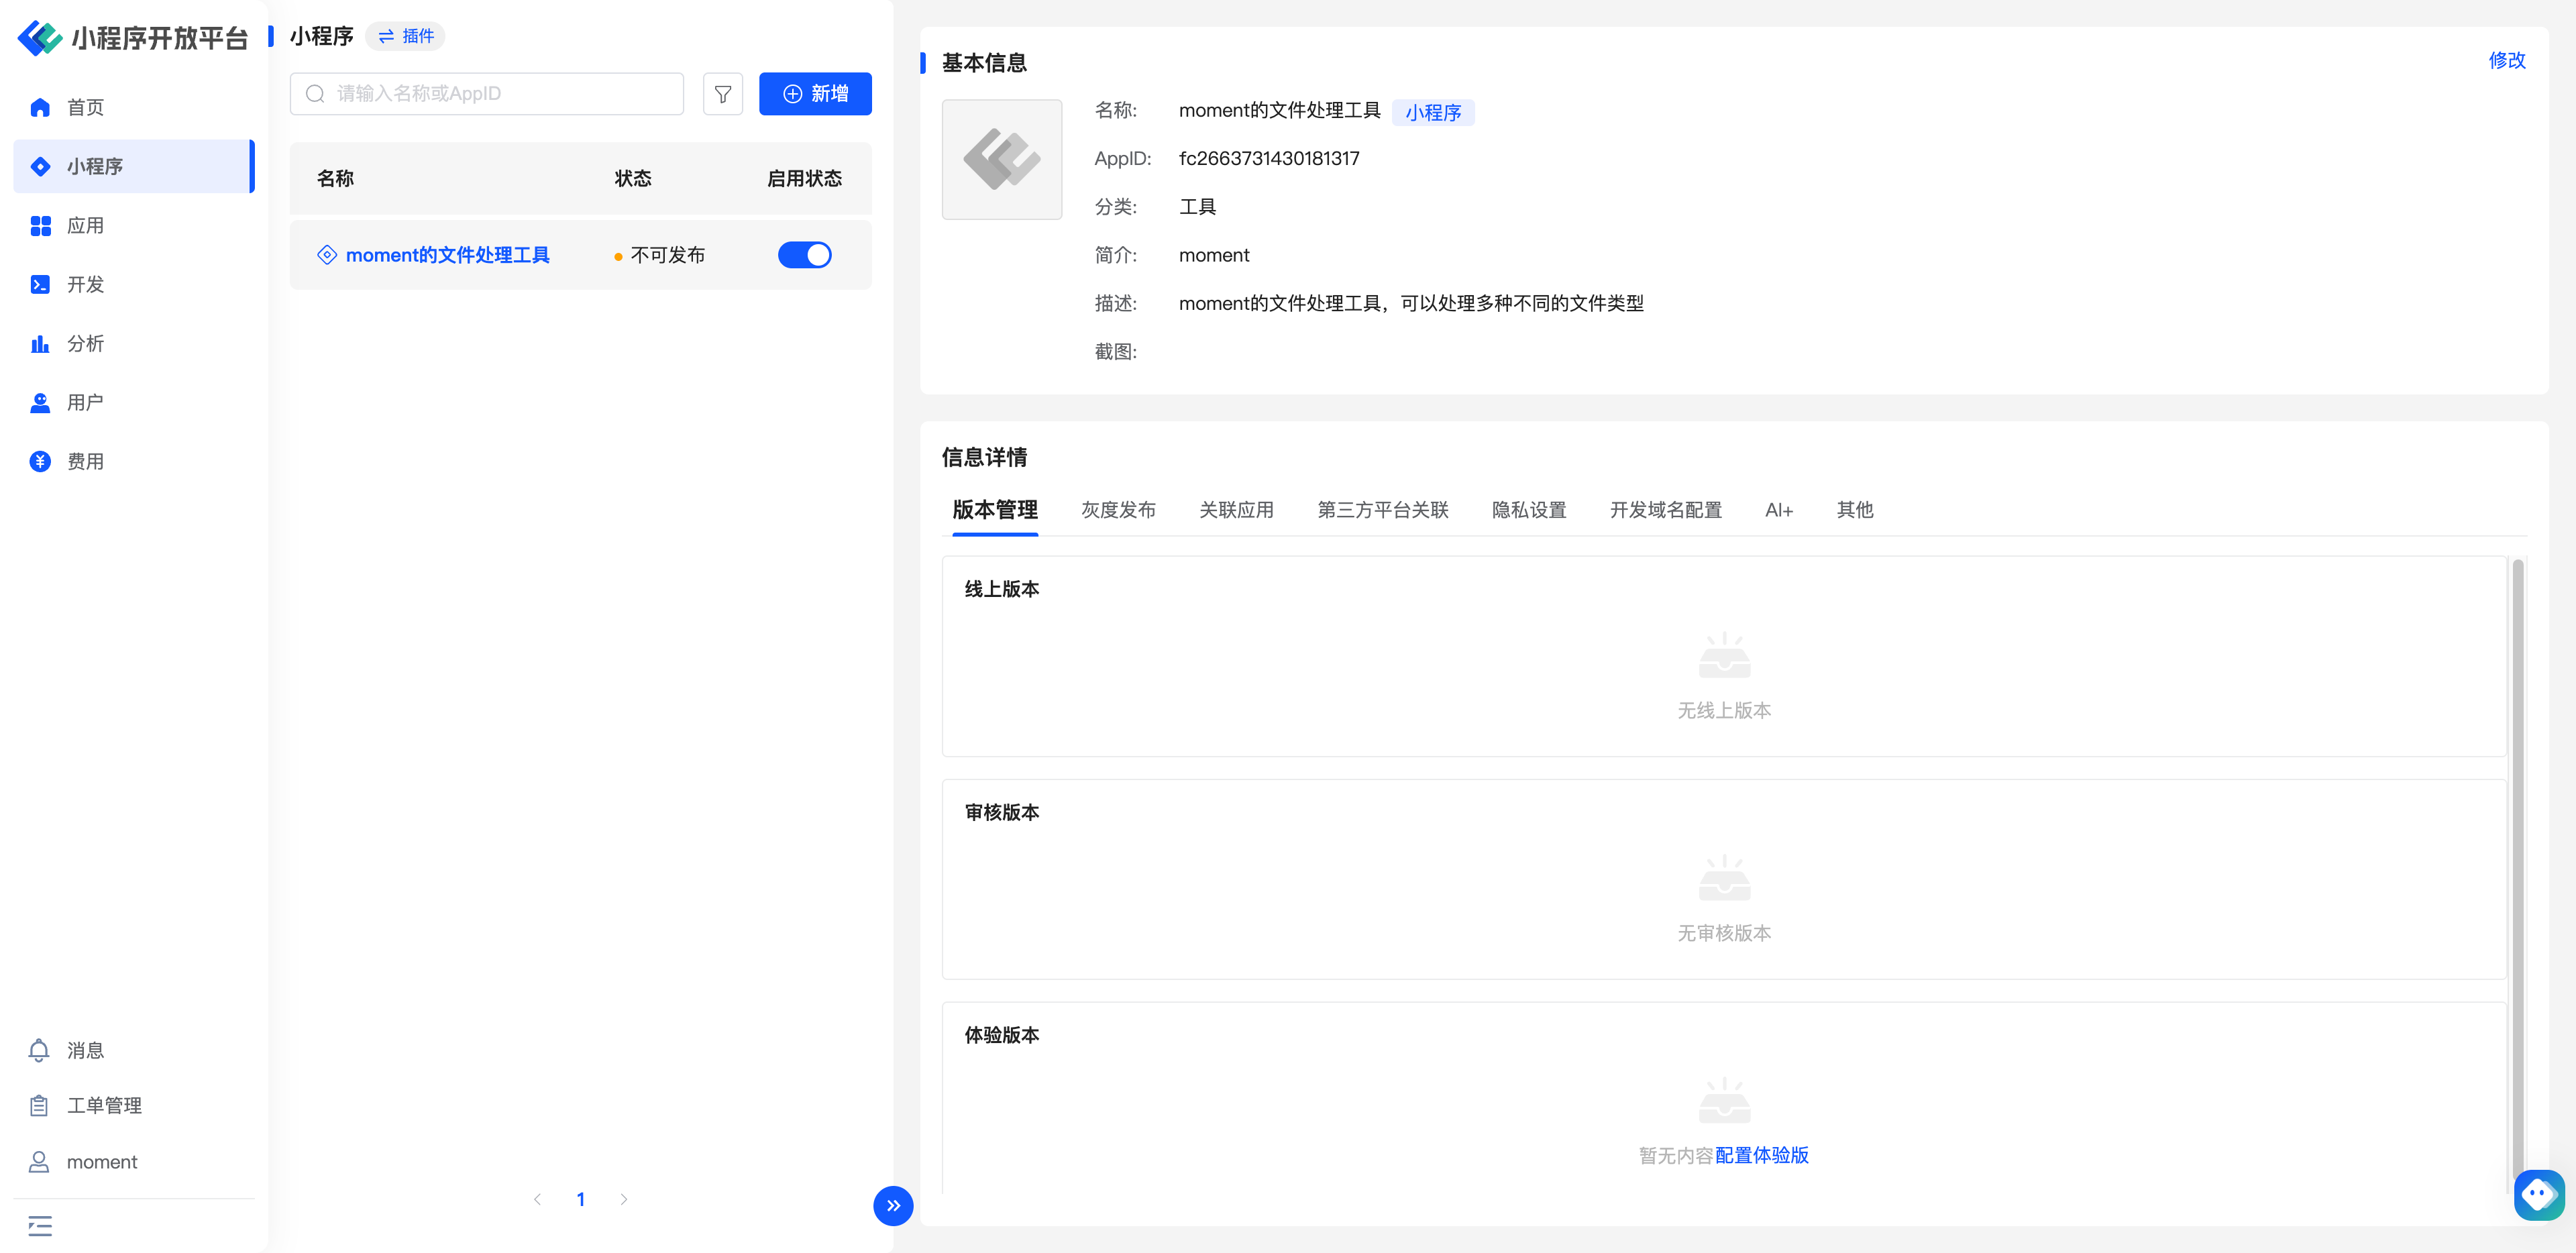 小程序开放平台
首页
小程序
应用
开发
分析
用户
费用
消息
工单管理
moment
小程序
插件
请输入名称或AppID
新增
名称 状态 启用状态
moment的文件处理工具 不可发布
1
基本信息
修改
名称: moment的文件处理工具 小程序
AppID: fc2663731430181317
分类: 工具
简介: moment
描述: moment的文件处理工具，可以处理多种不同的文件类型
截图:
信息详情
版本管理 灰度发布 关联应用 第三方平台关联 隐私设置 开发域名配置 AI+ 其他
线上版本
无线上版本
审核版本
无审核版本
体验版本
暂无内容配置体验版